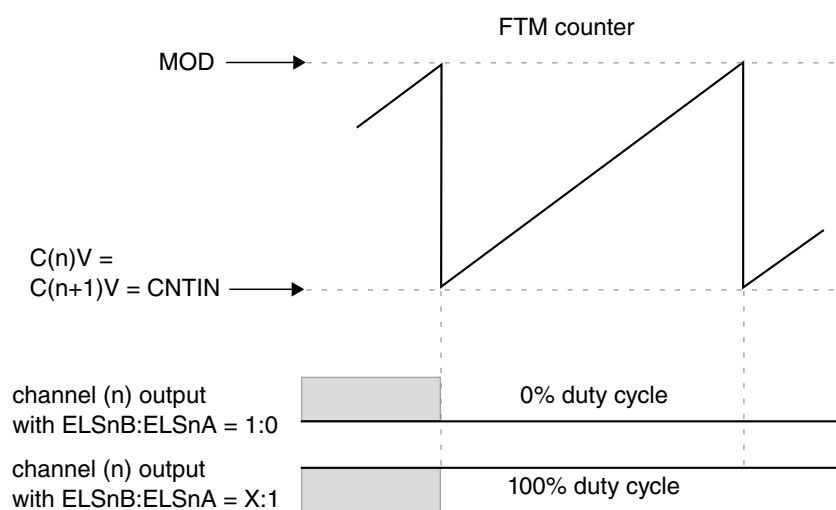 FTM counter
MOD
C(n)V =
C(n+1)V = CNTIN
channel (n) output
with ELSnB:ELSnA = 1:0
0% duty cycle
channel (n) output
with ELSnB:ELSnA = X:1
100% duty cycle